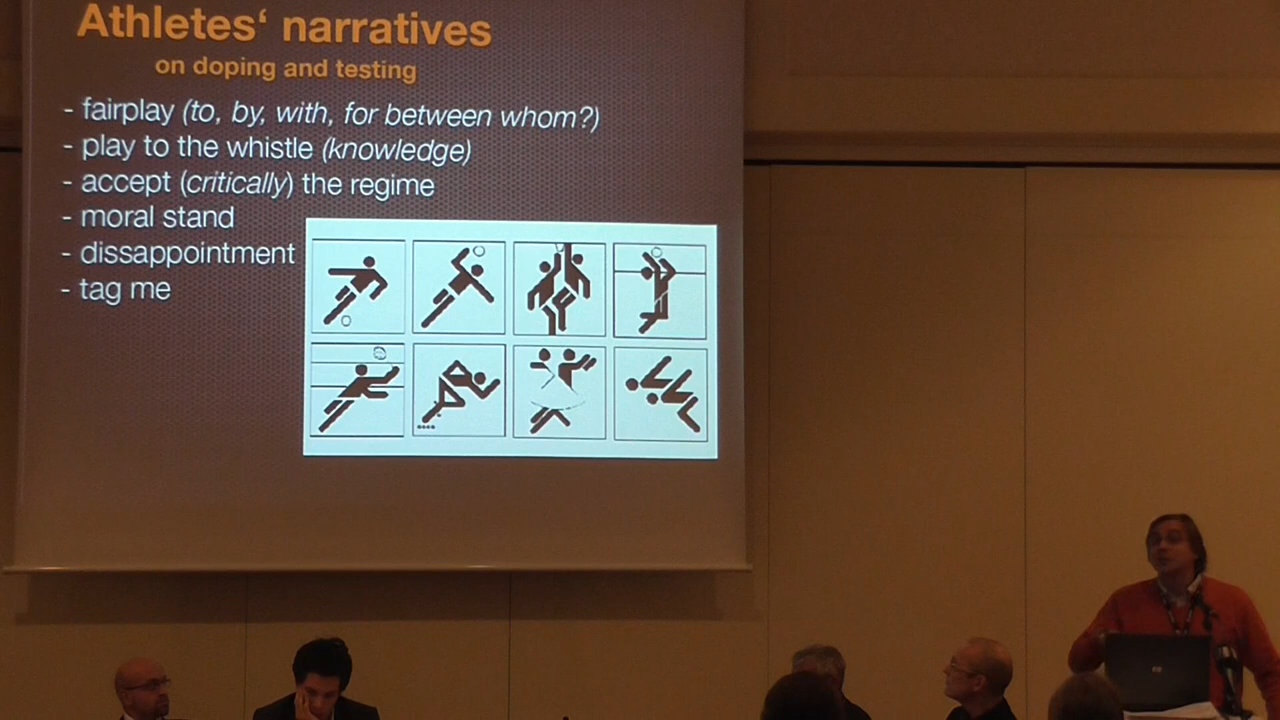 Athletes‘ narratives
on doping and testing
- fairplay (to, by, with, for between whom?)
- play to the whistle (knowledge)
- accept (critically) the regime
- moral stand
- dissappointment
- tag me